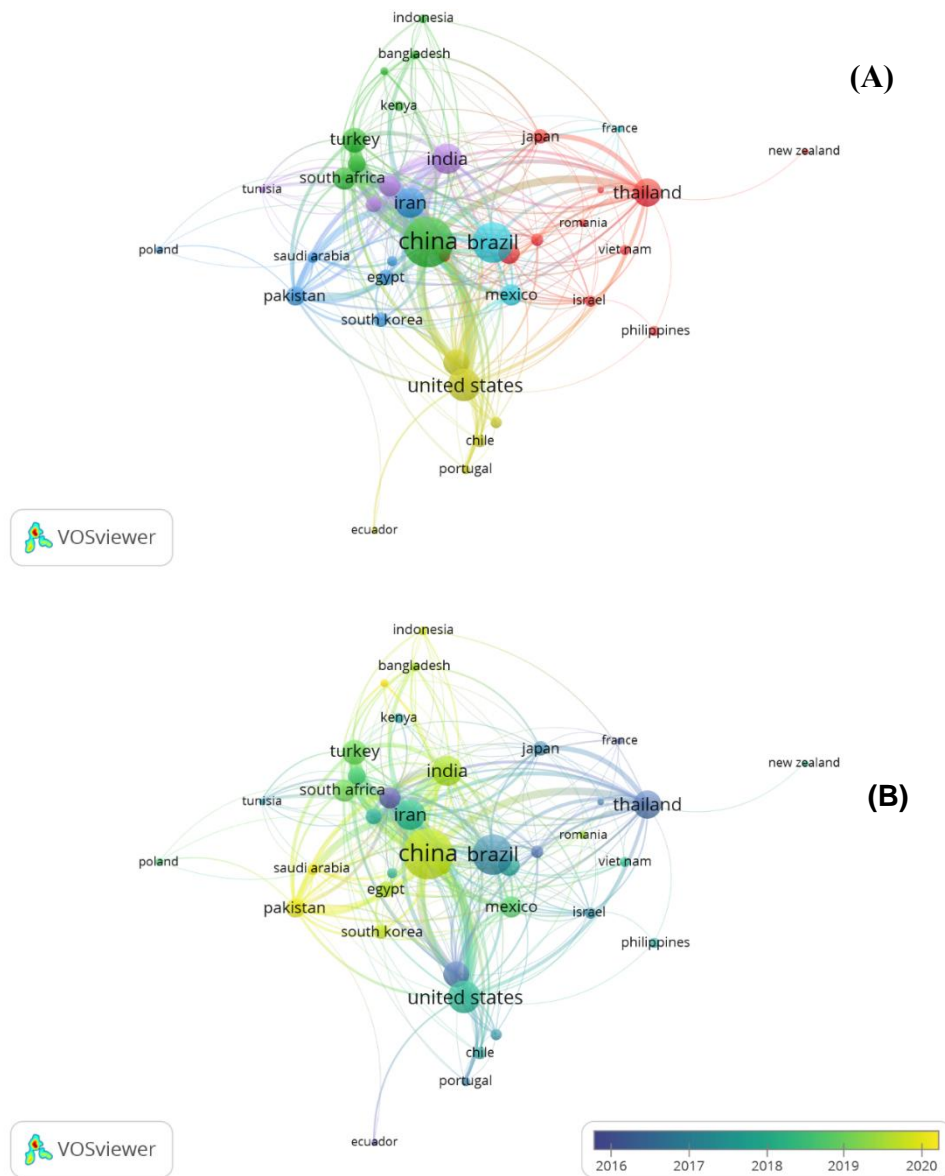 indonesia
bangladesh
(A)
kenya
japan
france
turkey
new zealand
india
south africa
tunisia
thailand
iran
romania
china
brazil
poland
saudi arabia
viet nam
egypt
pakistan
mexico
israel
south korea
philippines
united states
chile
portugal
VOSviewer
ecuador
indonesia
bangladesh
kenya
japan
france
turkey
new zealand
india
south africa
(B)
tunisia
thailand
iran
romania
china
brazil
poland
saudi arabia
viet nam
egypt
pakistan
mexico
israel
south korea
philippines
united states
chile
portugal
VOSviewer
ecuador
2016 2017 2018 2019 2020